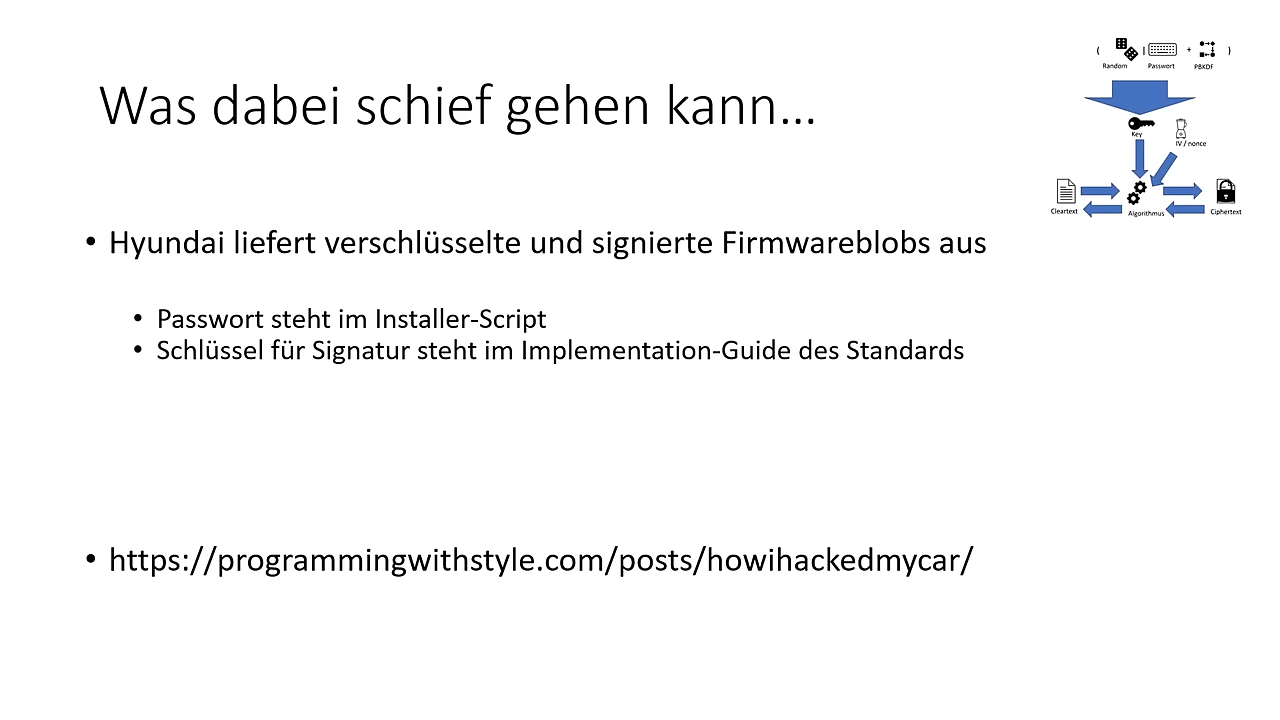 ( | + )
Random Passwort PBKDF
Was dabei schief gehen kann...
Key
IV / nonce
Cleartext Algorithmus Ciphertext
• Hyundai liefert verschlüsselte und signierte Firmwareblobs aus
• Passwort steht im Installer-Script
• Schlüssel für Signatur steht im Implementation-Guide des Standards
• https://programmingwithstyle.com/posts/howihackedmycar/